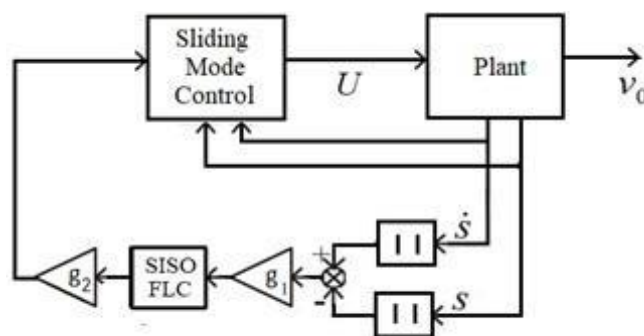 Sliding
Mode
Control
Plant
U
v₀
ṡ
| |
+
g₂
SISO
FLC
g₁
-
| |
s